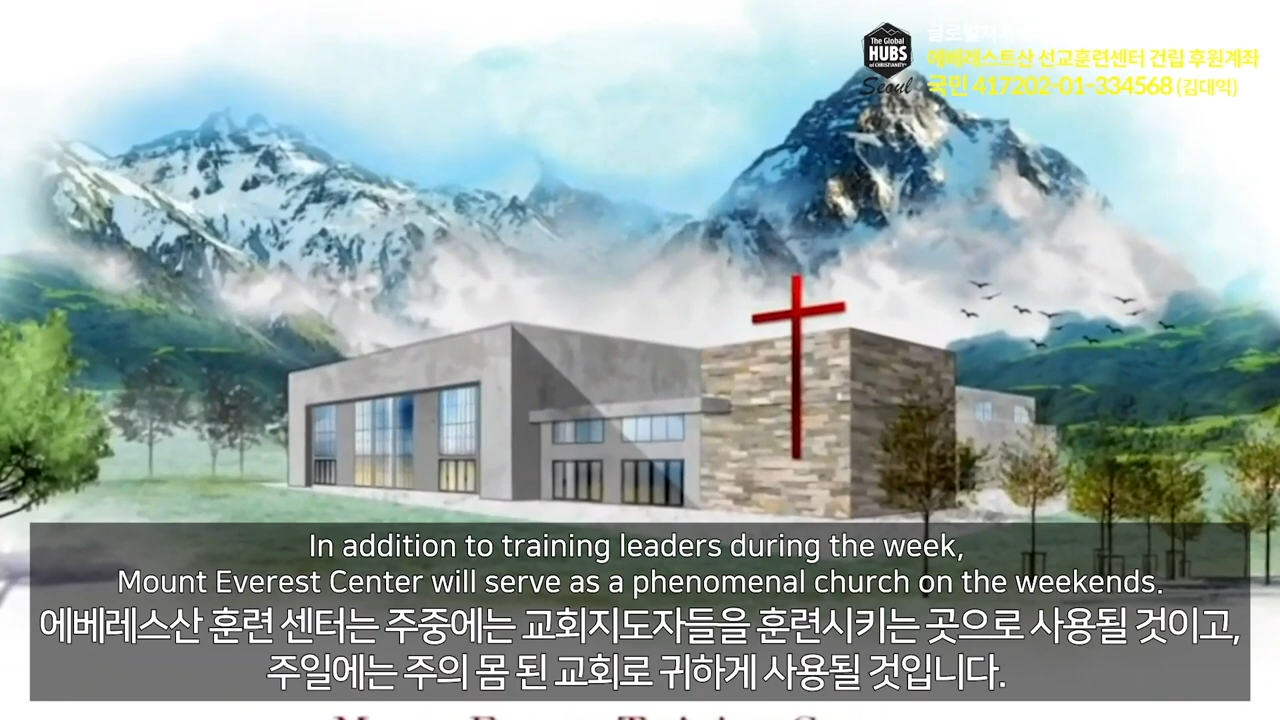 The Global
HUBS
of CHRISTIANITY
Seoul
에베레스트산 선교훈련센터 건립 후원계좌
국민 417202-01-334568 (김대억)
In addition to training leaders during the week,
Mount Everest Center will serve as a phenomenal church on the weekends.
에베레스산 훈련 센터는 주중에는 교회지도자들을 훈련시키는 곳으로 사용될 것이고,
주일에는 주의 몸 된 교회로 귀하게 사용될 것입니다.